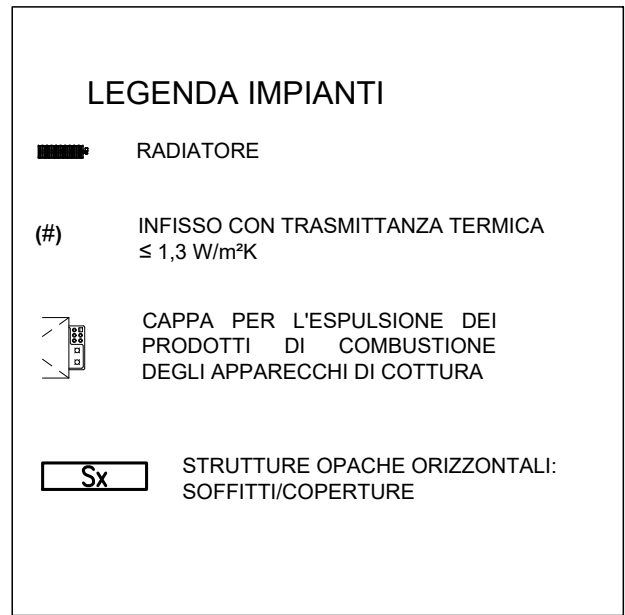 LEGENDA IMPIANTI
RADIATORE
(#)
INFISSO CON TRASMITTANZA TERMICA
≤ 1,3 W/m²K
CAPPA PER L'ESPULSIONE DEI
PRODOTTI DI COMBUSTIONE
DEGLI APPARECCHI DI COTTURA
Sx
STRUTTURE OPACHE ORIZZONTALI:
SOFFITTI/COPERTURE